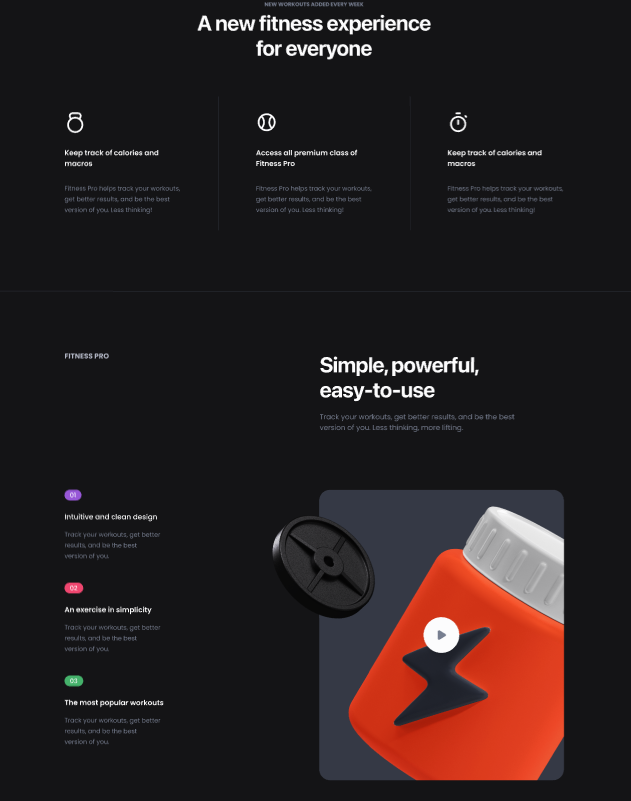 NEW WORKOUTS ADDED EVERY WEEK
A new fitness experience
for everyone
Keep track of calories and
macros
Fitness Pro helps track your workouts,
get better results, and be the best
version of you. Less thinking!
Access all premium class of
Fitness Pro
Fitness Pro helps track your workouts,
get better results, and be the best
version of you. Less thinking!
Keep track of calories and
macros
Fitness Pro helps track your workouts,
get better results, and be the best
version of you. Less thinking!
FITNESS PRO
Simple, powerful,
easy-to-use
Track your workouts, get better results, and be the best
version of you. Less thinking, more lifting.
01
Intuitive and clean design
Track your workouts, get better
results, and be the best
version of you.
02
An exercise in simplicity
Track your workouts, get better
results, and be the best
version of you.
03
The most popular workouts
Track your workouts, get better
results, and be the best
version of you.